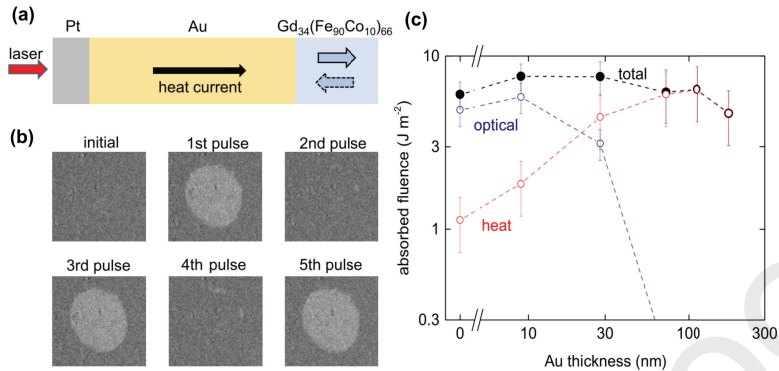 (a)
Pt
Au
Gd34(Fe90Co10)66
laser
heat current
(b)
initial
1st pulse
2nd pulse
3rd pulse
4th pulse
5th pulse
(c)
absorbed fluence (J m-2)
10
3
1
0.3
total
optical
heat
0
10
30
100
300
Au thickness (nm)